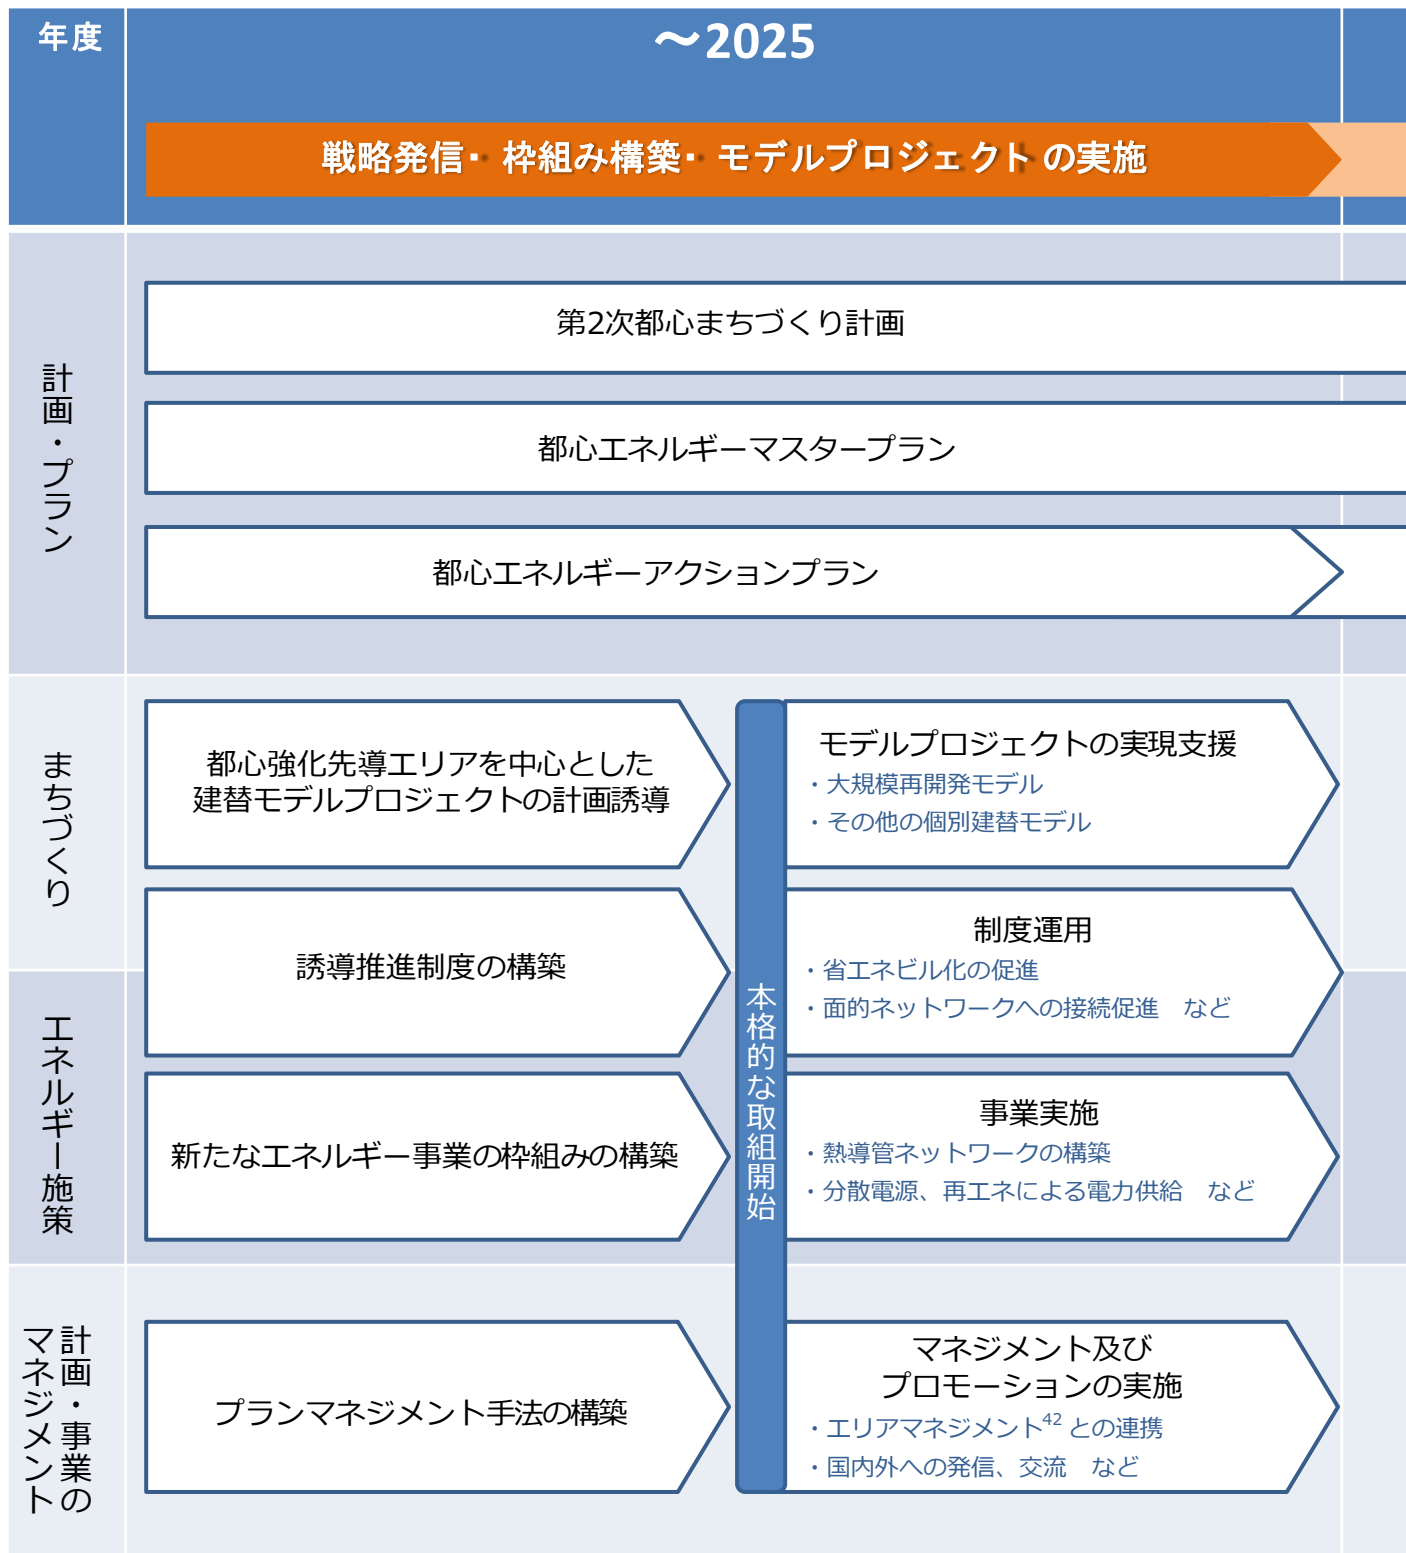 年度
～2025
戦略発信・ 枠組み構築・ モデルプロジェクト の実施
計画・プラン
第2次都心まちづくり計画
都心エネルギーマスタープラン
都心エネルギーアクションプラン
まちづくり
都心強化先導エリアを中心とした
建替モデルプロジェクトの計画誘導
モデルプロジェクトの実現支援
・大規模再開発モデル
・その他の個別建替モデル
誘導推進制度の構築
制度運用
・省エネビル化の促進
・面的ネットワークへの接続促進　など
本格的な取組開始
エネルギー施策
新たなエネルギー事業の枠組みの構築
事業実施
・熱導管ネットワークの構築
・分散電源、再エネによる電力供給　など
計画・事業の
マネジメント
プランマネジメント手法の構築
マネジメント及び
プロモーションの実施
・エリアマネジメント42 との連携
・国内外への発信、交流　など